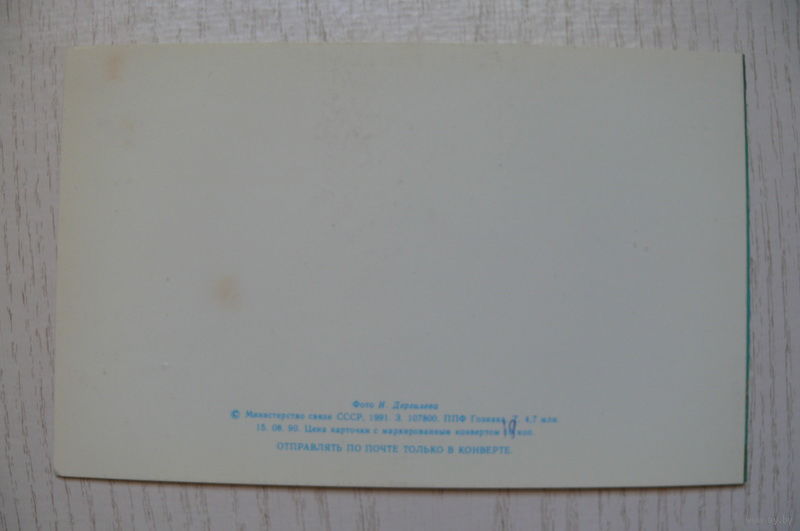 Фото И. Дергилева
© Министерство связи СССР, 1991. З. 107800. ППФ Гознака. Т. 4,7 млн.
15. 08. 90. Цена карточки с маркированным конвертом коп.
ОТПРАВЛЯТЬ ПО ПОЧТЕ ТОЛЬКО В КОНВЕРТЕ.